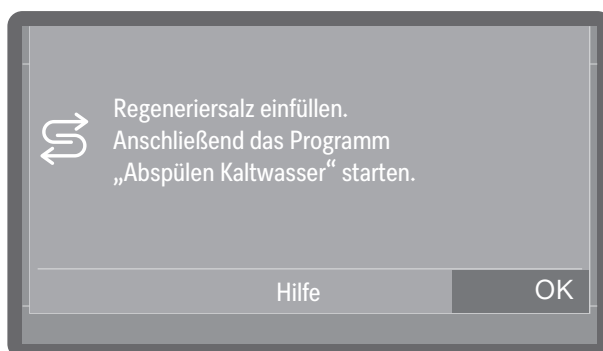 Regeneriersalz einfüllen.
Anschließend das Programm
„Abspülen Kaltwasser“ starten.
Hilfe
OK